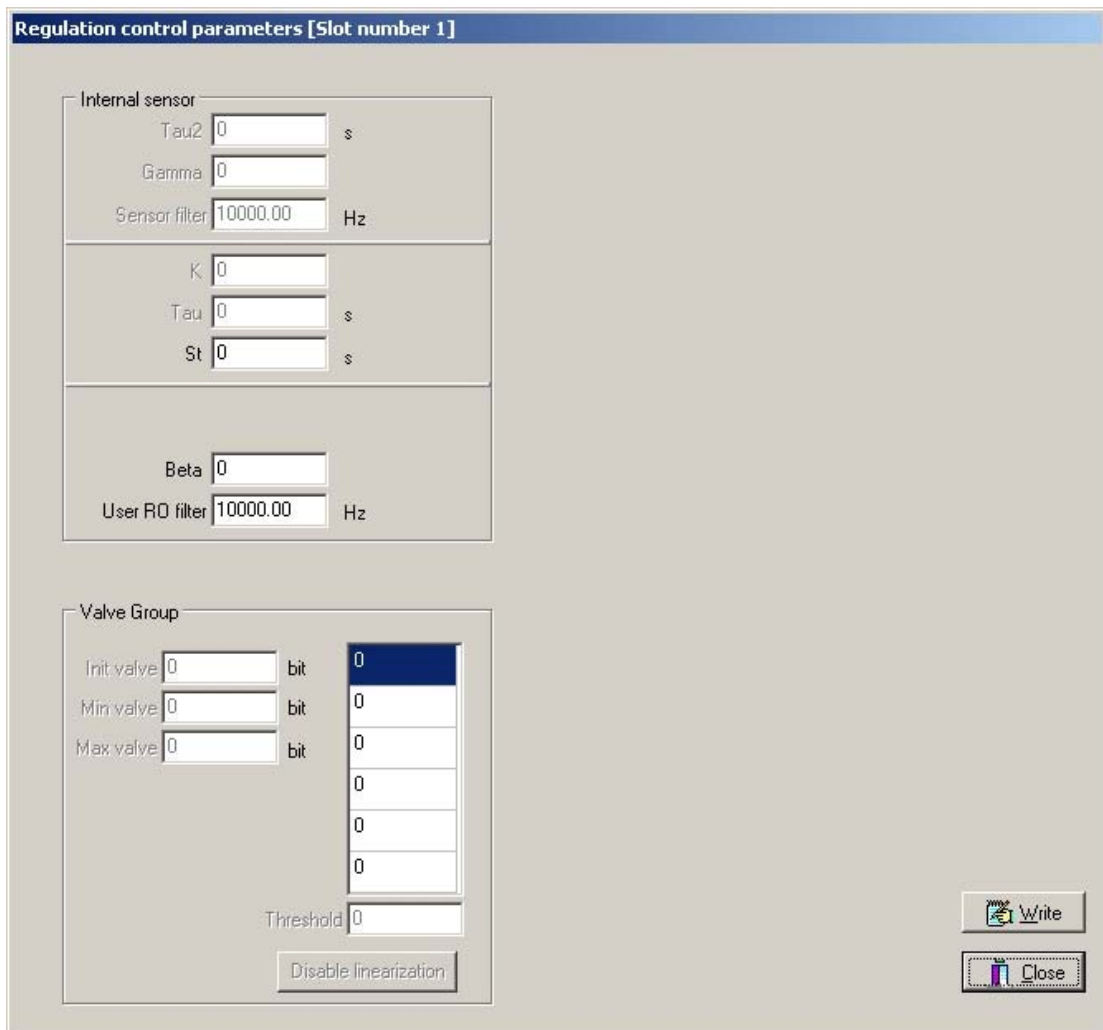 Regulation control parameters [Slot number 1]
Internal sensor
Tau2 0 s
Gamma 0
Sensor filter 10000.00 Hz
K 0
Tau 0 s
St 0 s
Beta 0
User RO filter 10000.00 Hz
Valve Group
Init valve 0 bit
Min valve 0 bit
Max valve 0 bit
0
0
0
0
0
0
Threshold 0
Disable linearization
Write
Close